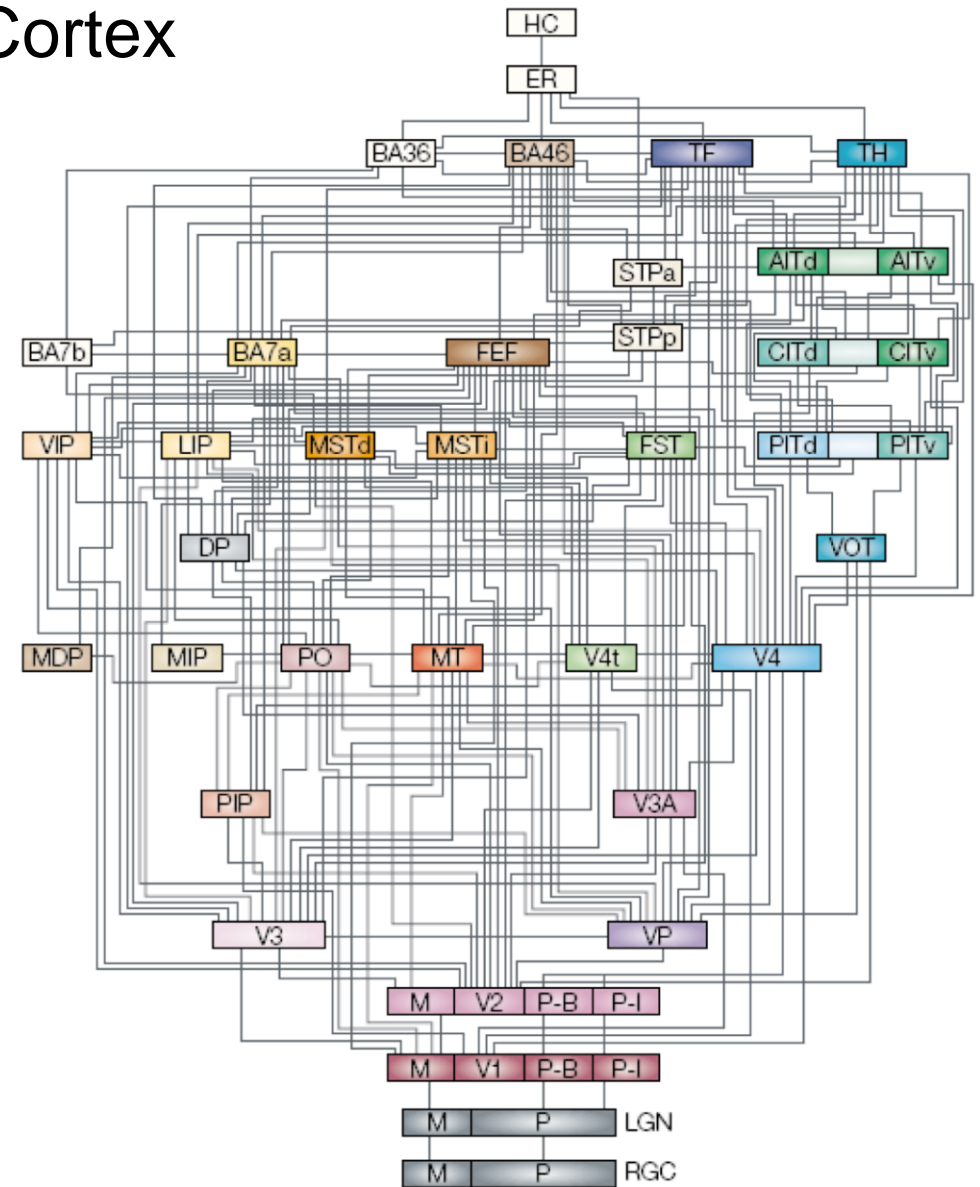 Cortex
HC
ER
BA36 BA46 TF TH
STPa AITd AITv
BA7b BA7a FEF STPp CITd CITv
VIP LIP MSTd MSTi FST PITd PITv
DP VOT
MDP MIP PO MT V4t V4
PIP V3A
V3 VP
M V2 P-B P-I
M V1 P-B P-I
M P LGN
M P RGC